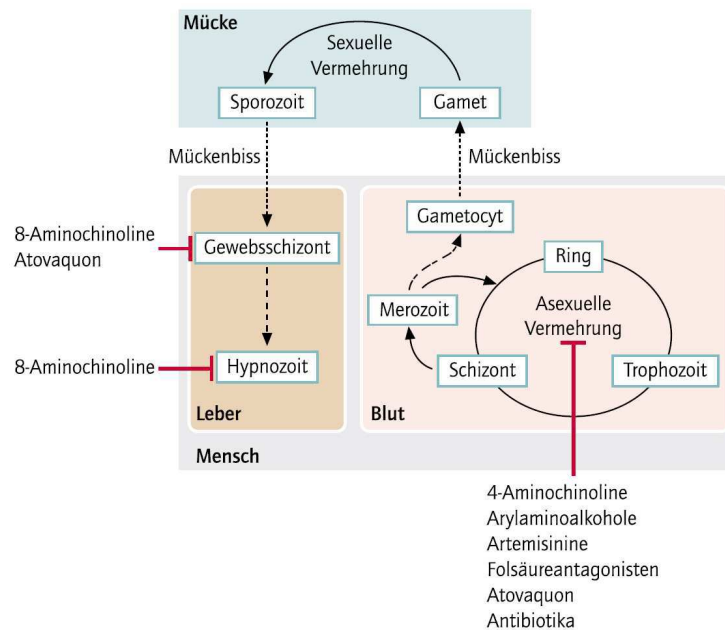 Mücke
Sexuelle
Vermehrung
Sporozoit
Gamet
Mückenbiss
Mückenbiss
8-Aminochinoline
Atovaquon
Gewebsschizont
8-Aminochinoline
Hypnozoit
Leber
Gametocyt
Ring
Merozoit
Asexuelle
Vermehrung
Schizont
Trophozoit
Blut
Mensch
4-Aminochinoline
Arylaminoalkohole
Artemisinine
Folsäureantagonisten
Atovaquon
Antibiotika